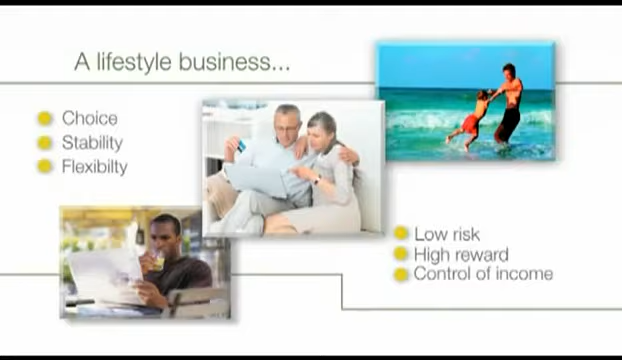 A lifestyle business...
Choice
Stability
Flexibilty
Low risk
High reward
Control of income